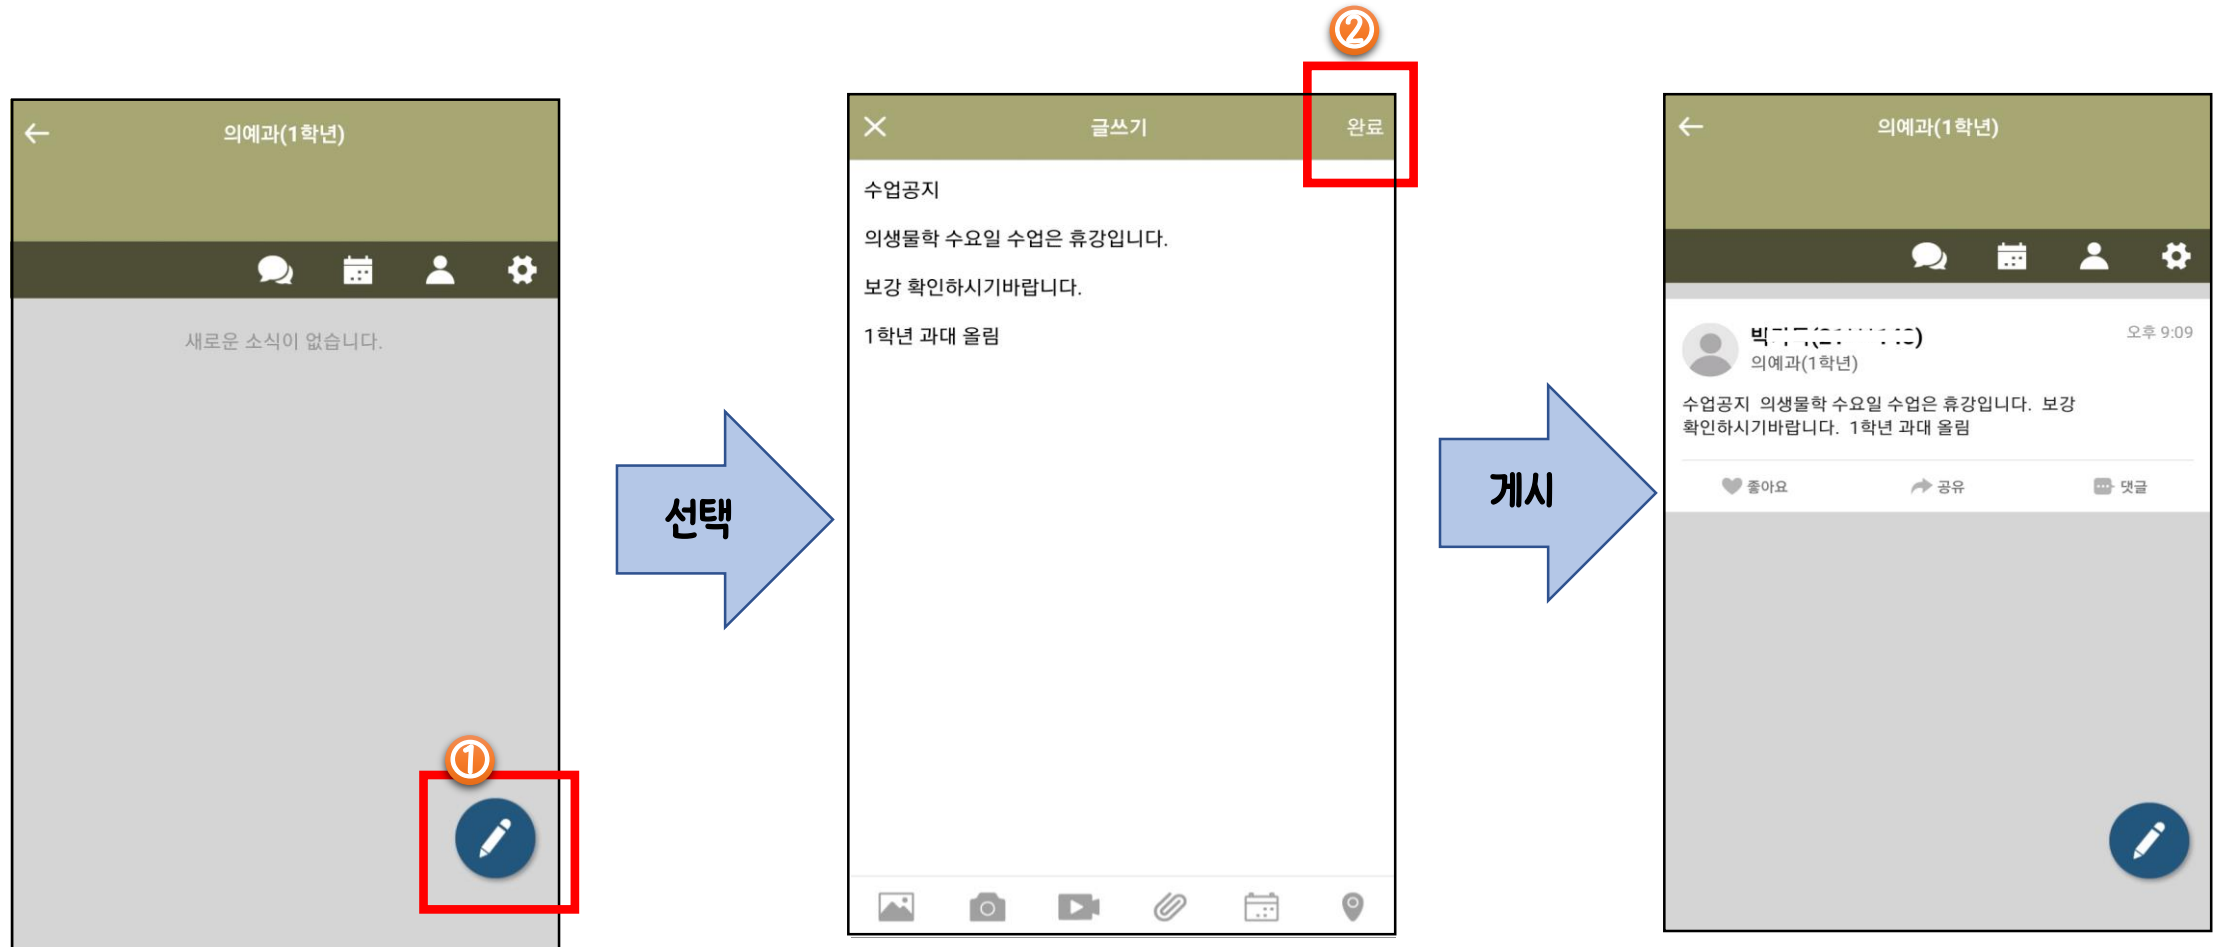 ①
의예과(1학년)
새로운 소식이 없습니다.
선택
②
글쓰기
완료
수업공지
의생물학 수요일 수업은 휴강입니다.
보강 확인하시기바랍니다.
1학년 과대 올림
게시
의예과(1학년)
오후 9:09
의예과(1학년)
수업공지 의생물학 수요일 수업은 휴강입니다. 보강
확인하시기바랍니다. 1학년 과대 올림
좋아요
공유
댓글